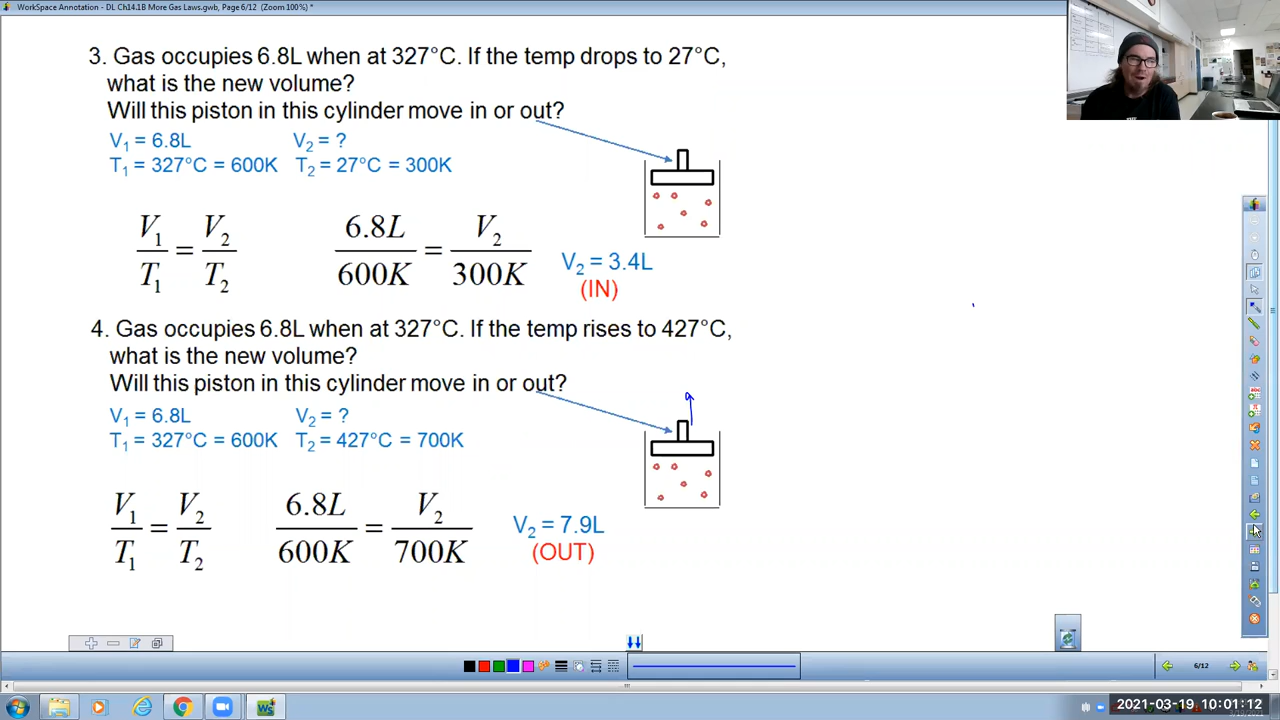 WorkSpace Annotation - DL Ch14.1B More Gas Laws.gwb, Page 6/12 (Zoom 100%) *
3. Gas occupies 6.8L when at 327°C. If the temp drops to 27°C,
what is the new volume?
Will this piston in this cylinder move in or out?
V₁ = 6.8L V₂ = ?
T₁ = 327°C = 600K T₂ = 27°C = 300K
V₁/T₁ = V₂/T₂ 6.8L/600K = V₂/300K
V₂ = 3.4L
(IN)
4. Gas occupies 6.8L when at 327°C. If the temp rises to 427°C,
what is the new volume?
Will this piston in this cylinder move in or out?
V₁ = 6.8L V₂ = ?
T₁ = 327°C = 600K T₂ = 427°C = 700K
V₁/T₁ = V₂/T₂ 6.8L/600K = V₂/700K
V₂ = 7.9L
(OUT)
6/12
2021-03-19, 10:01:12